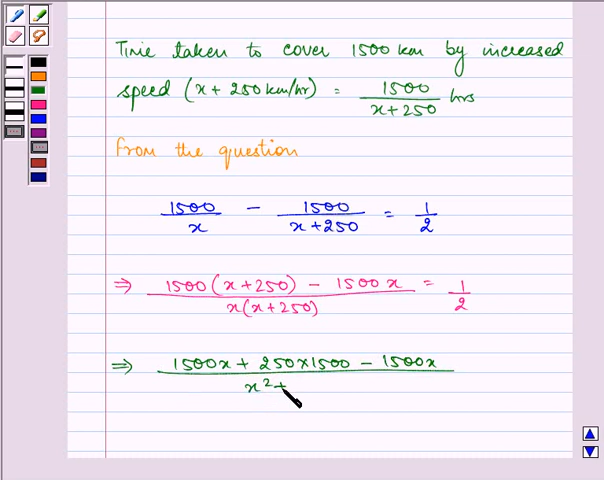 Time taken to cover 1500 km by increased
speed (x + 250 km/hr) = 1500/(x+250) hrs
From the question
1500/x - 1500/(x+250) = 1/2
⇒ (1500(x+250) - 1500x)/(x(x+250)) = 1/2
⇒ (1500x + 250×1500 - 1500x)/(x² +